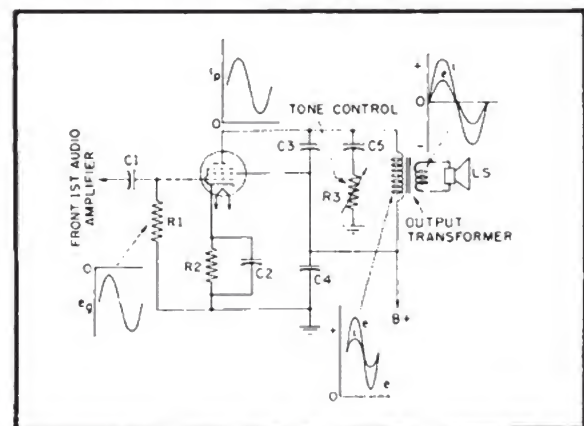 ip
0
TONE CONTROL
+
e
i
0
-
FRONT 1ST AUDIO
AMPLIFIER
C1
C3
C5
R3
LS
R1
OUTPUT
TRANSFORMER
0
eg
R2
C2
C4
B+
+
e
i
0
e